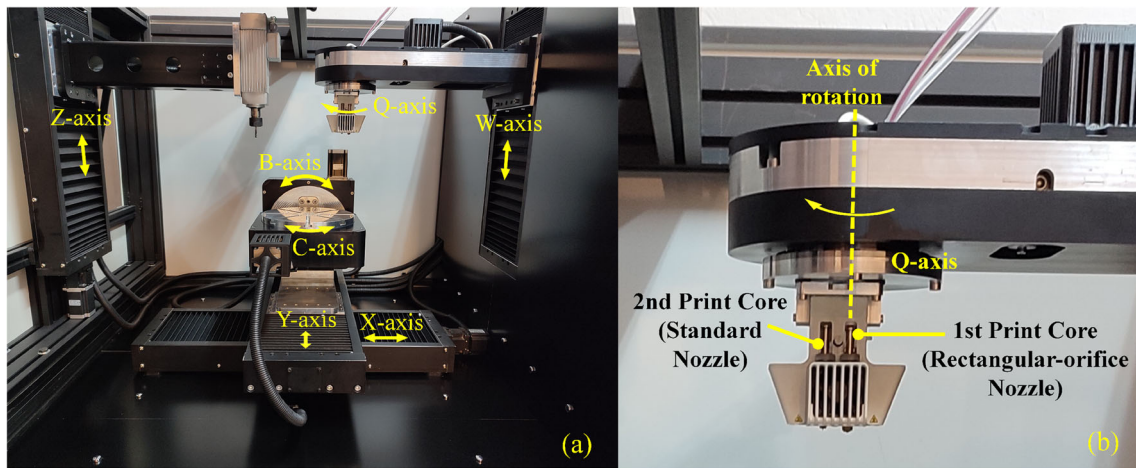 Z-axis
Q-axis
W-axis
B-axis
C-axis
Y-axis
X-axis
(a)
Axis of
rotation
Q-axis
2nd Print Core
(Standard
Nozzle)
1st Print Core
(Rectangular-orifice
Nozzle)
(b)